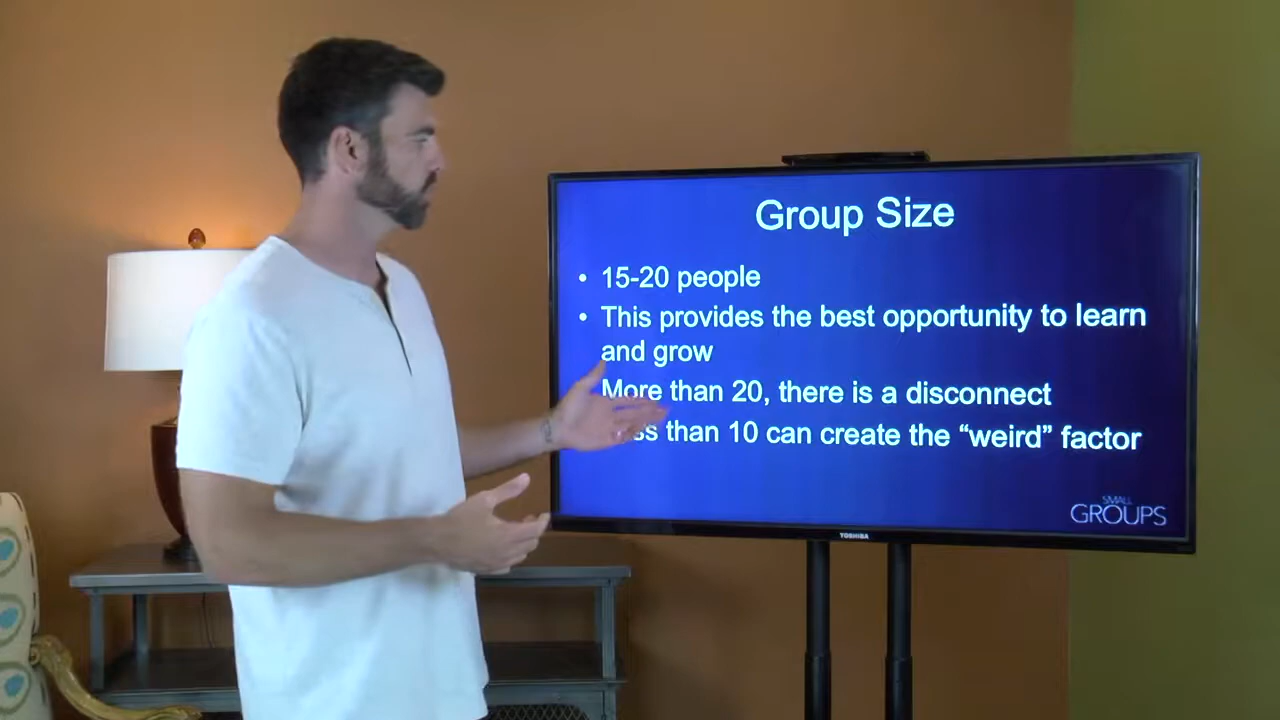 Group Size
• 15-20 people
• This provides the best opportunity to learn
and grow
More than 20, there is a disconnect
than 10 can create the “weird” factor
SMALL
GROUPS
TOSHIBA